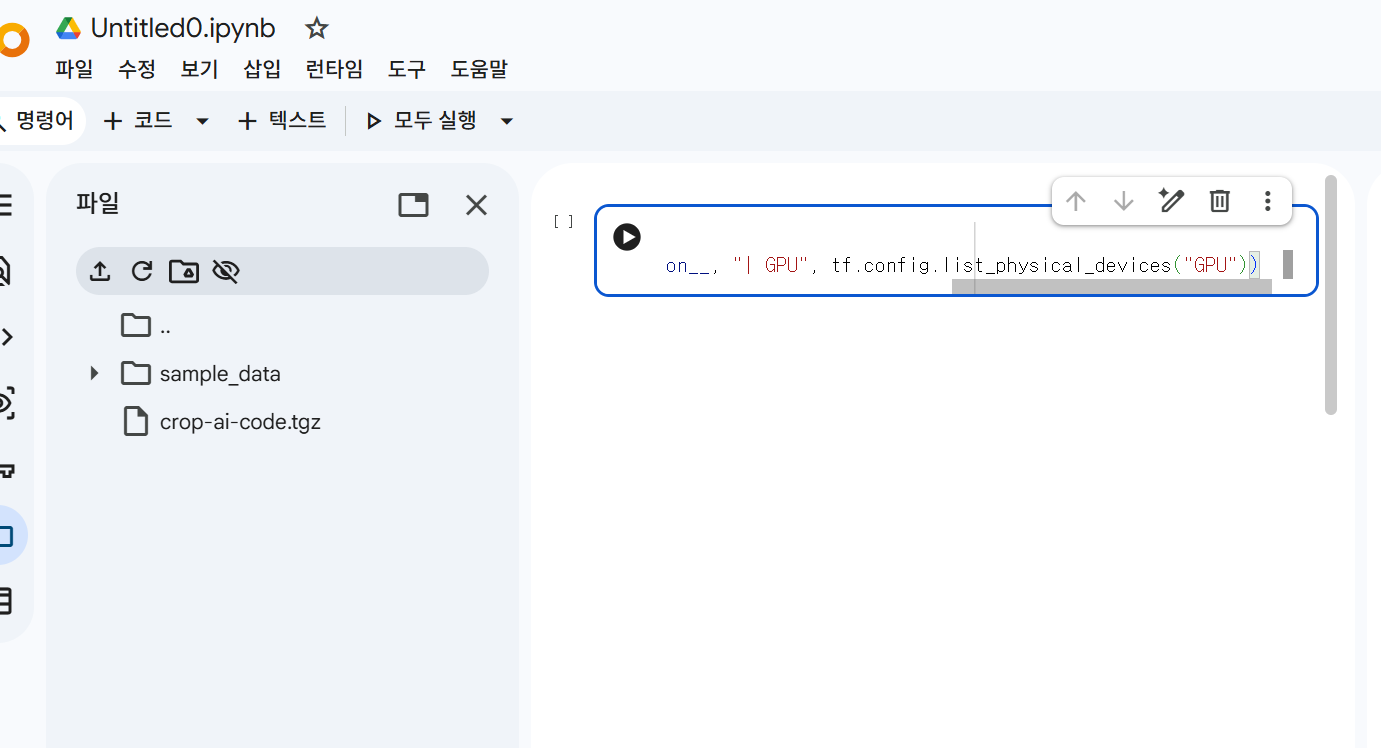 Untitled0.ipynb
파일 수정 보기 삽입 런타임 도구 도움말
명령어 + 코드 + 텍스트 모두 실행
파일
..
sample_data
crop-ai-code.tgz
[ ]
on__, "| GPU", tf.config.list_physical_devices("GPU"))